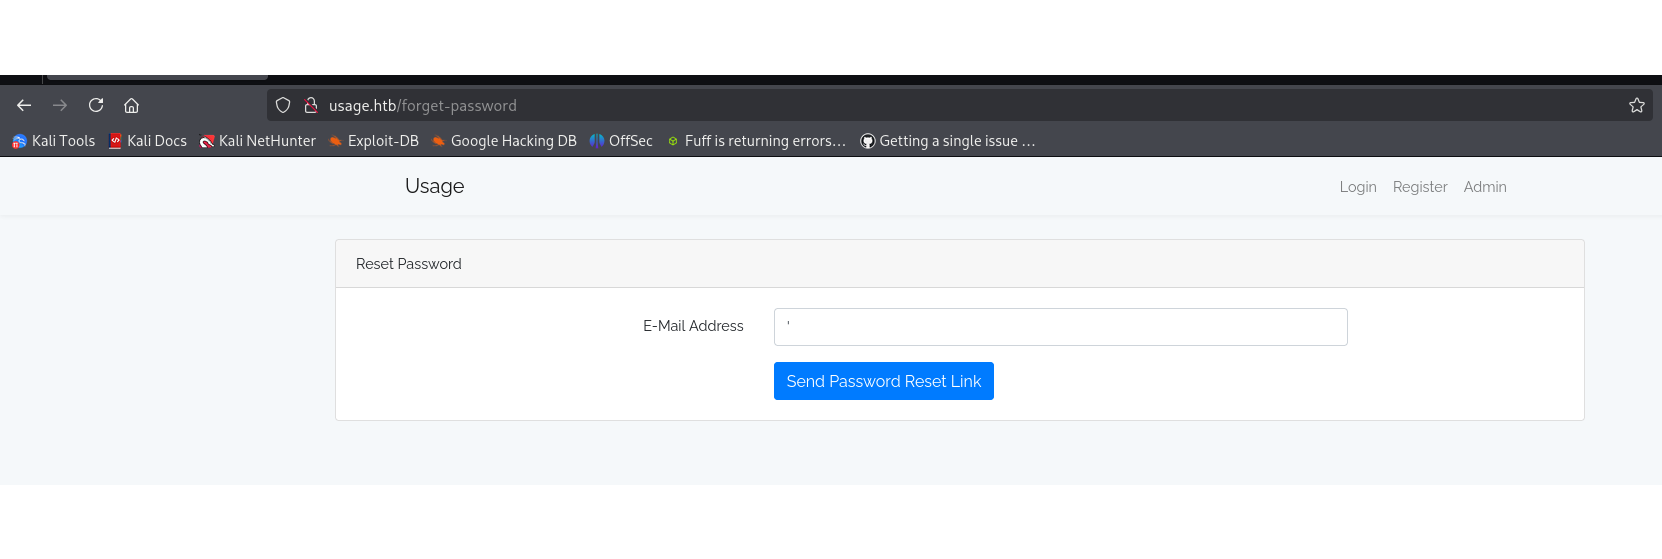 usage.htb/forget-password
Kali Tools Kali Docs Kali NetHunter Exploit-DB Google Hacking DB OffSec Fuff is returning errors… Getting a single issue …
Usage Login Register Admin
Reset Password
E-Mail Address '
Send Password Reset Link